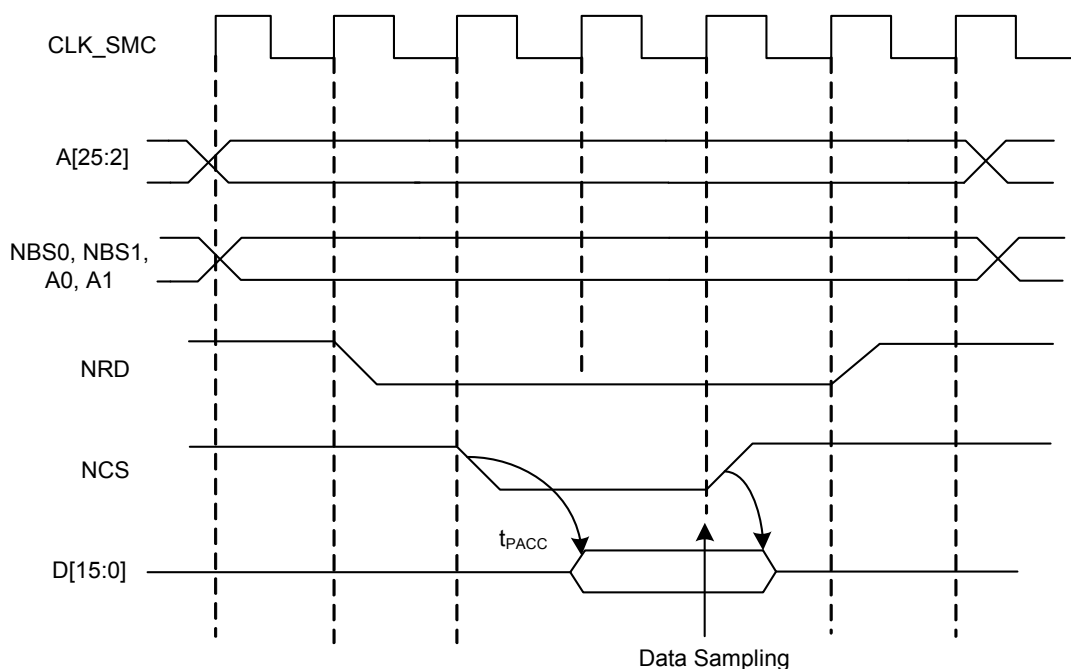 CLK_SMC
A[25:2]
NBS0, NBS1,
A0, A1
NRD
NCS
tPACC
D[15:0]
Data Sampling